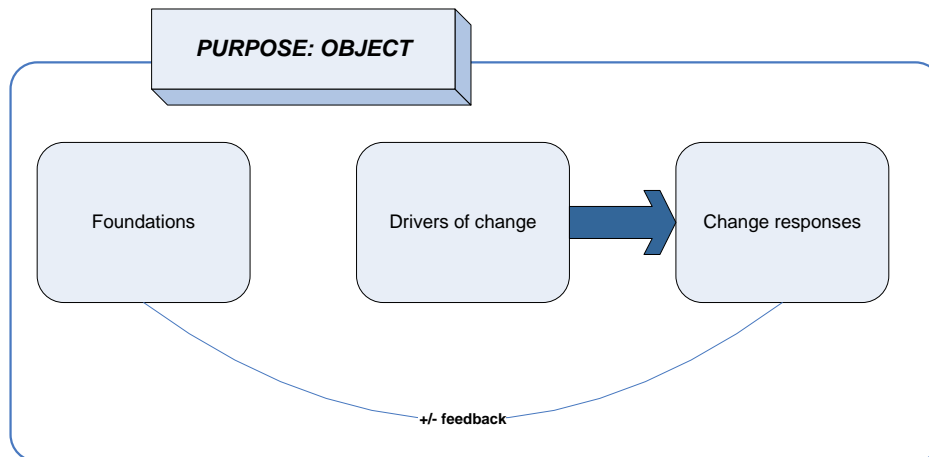 PURPOSE: OBJECT
Foundations
Drivers of change
Change responses
+/- feedback